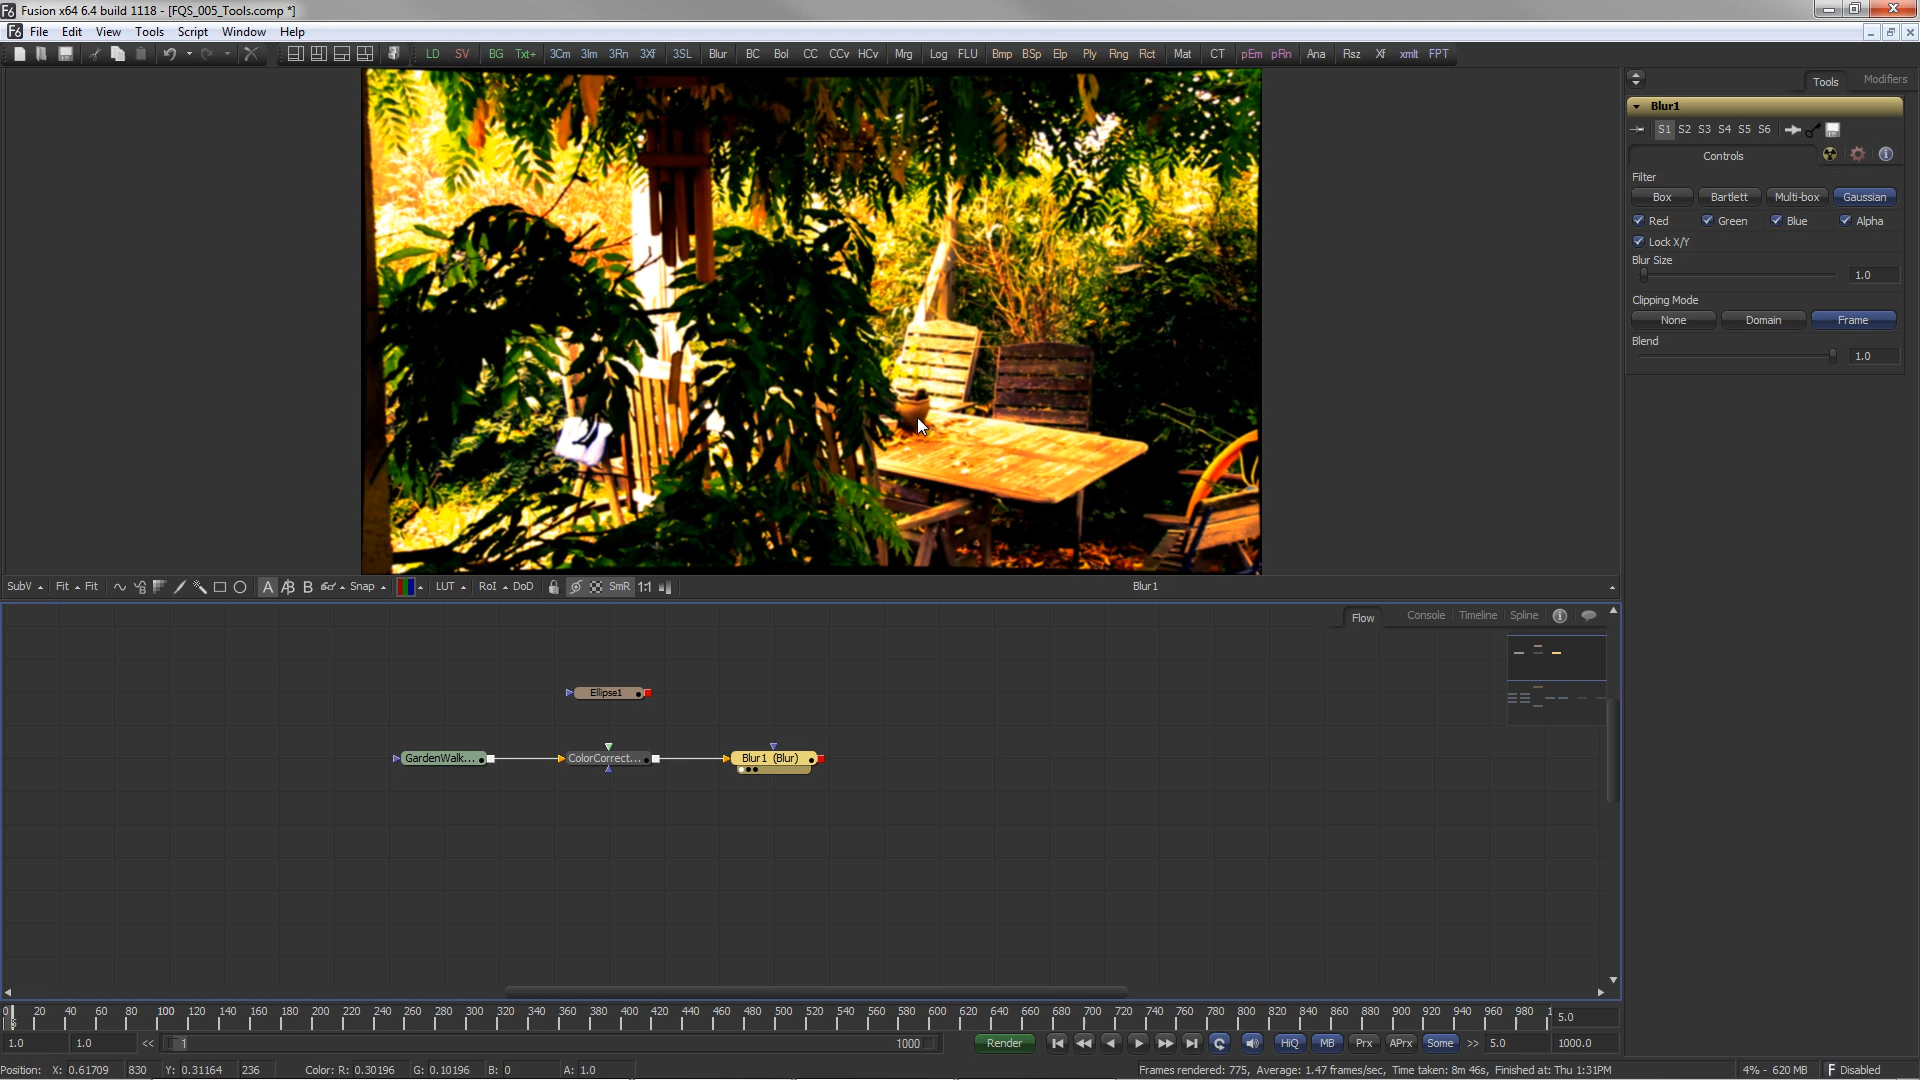 Fusion x64 6.4 build 1118 - [FQS_005_Tools.comp *]
File Edit View Tools Script Window Help
LD SV BG Txt+ 3Cm 3Im 3Rn 3Xf 3SL Blur BC Bol CC CCv HCv Mrg Log FLU Bmp BSp Elp Ply Rng Rct Mat CT pEm pRn Ana Rsz Xf xmlt FPT
Tools Modifiers
Blur1
S1 S2 S3 S4 S5 S6
Controls
Filter
Box Bartlett Multi-box Gaussian
Red Green Blue Alpha
Lock X/Y
Blur Size
1.0
Clipping Mode
None Domain Frame
Blend
1.0
SubV Fit Fit A B Snap LUT RoI DoD SmR 1:1 Blur1
Flow Console Timeline Spline
Ellipse1
GardenWalk... ColorCorrect... Blur1 (Blur)
0 20 40 60 80 100 120 140 160 180 200 220 240 260 280 300 320 340 360 380 400 420 440 460 480 500 520 540 560 580 600 620 640 660 680 700 720 740 760 780 800 820 840 860 880 900 920 940 960 980 1
5.0
1.0 1.0 << 1 1000 Render HiQ MB Prx APrx Some >> 5.0 1000.0
Position: X: 0.61709 830 Y: 0.31164 236 Color: R: 0.30196 G: 0.10196 B: 0 A: 1.0 Frames rendered: 775, Average: 1.47 frames/sec, Time taken: 8m 46s, Finished at: Thu 1:31PM 4% - 620 MB Disabled